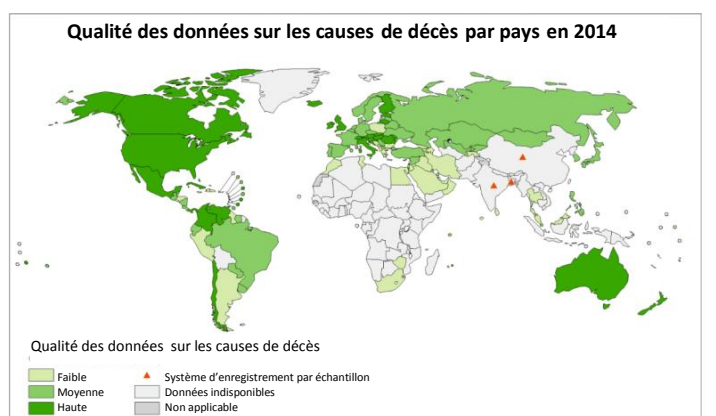 Qualité des données sur les causes de décès par pays en 2014
Qualité des données sur les causes de décès
Faible
Moyenne
Haute
Système d'enregistrement par échantillon
Données indisponibles
Non applicable